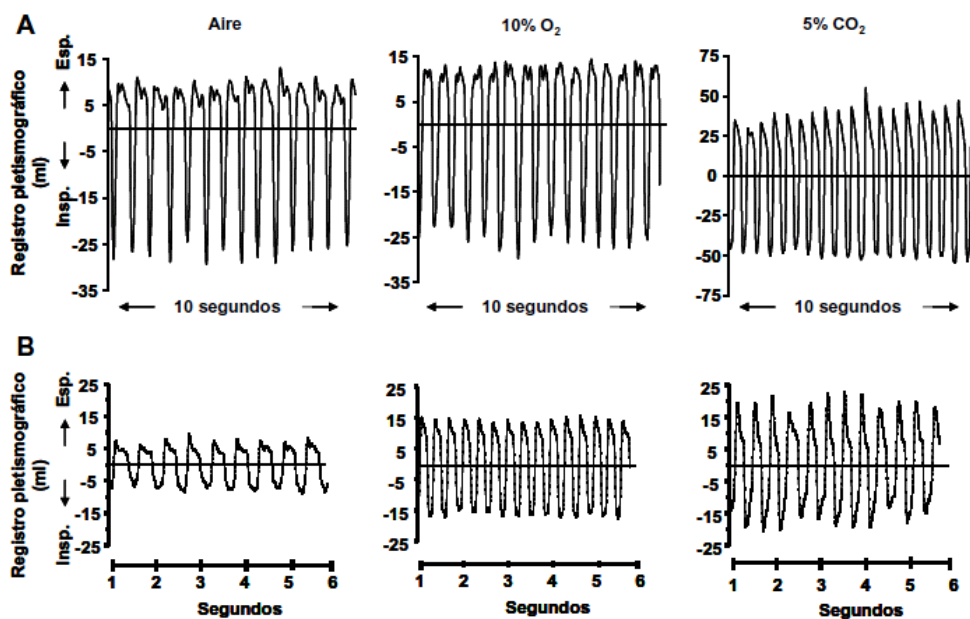 A
Aire
10% O₂
5% CO₂
Registro pletismográfico
(ml)
Insp.
Esp.
15
5
-5
-15
-25
-35
15
5
-5
-15
-25
-35
75
50
25
0
-25
-50
-75
10 segundos
10 segundos
10 segundos
B
Registro pletismográfico
(ml)
Insp.
Esp.
25
15
5
-5
-15
-25
25
15
5
-5
-15
-25
25
15
5
-5
-15
-25
1 2 3 4 5 6
1 2 3 4 5 6
1 2 3 4 5 6
Segundos
Segundos
Segundos